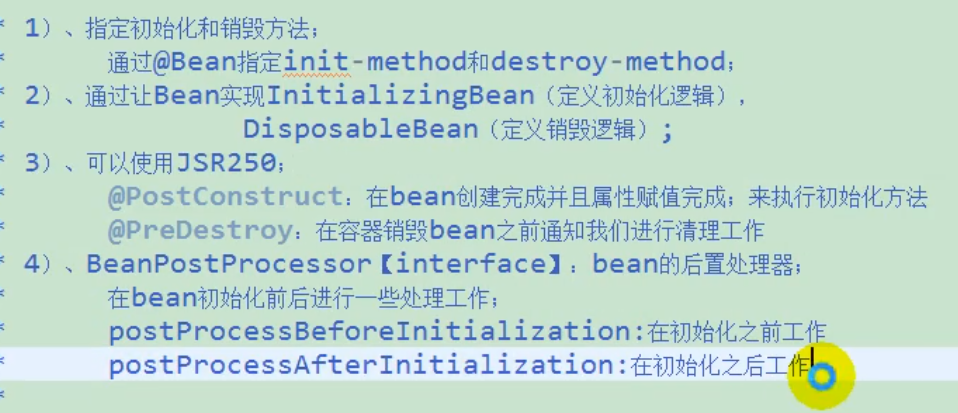 * 1）、指定初始化和销毁方法；
* 通过@Bean指定init-method和destroy-method；
* 2）、通过让Bean实现InitializingBean（定义初始化逻辑），
* DisposableBean（定义销毁逻辑）;
* 3）、可以使用JSR250；
* @PostConstruct：在bean创建完成并且属性赋值完成；来执行初始化方法
* @PreDestroy：在容器销毁bean之前通知我们进行清理工作
* 4）、BeanPostProcessor【interface】：bean的后置处理器；
* 在bean初始化前后进行一些处理工作；
* postProcessBeforeInitialization:在初始化之前工作
* postProcessAfterInitialization:在初始化之后工作
*